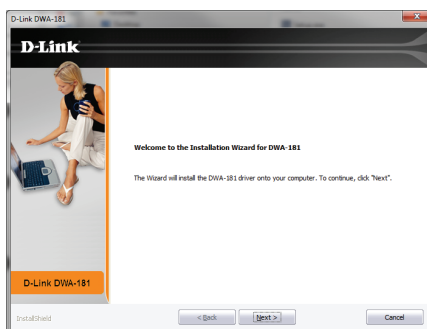 D-Link DWA-181
D-Link
Welcome to the Installation Wizard for DWA-181
The Wizard will install the DWA-181 driver onto your computer. To continue, click "Next".
D-Link DWA-181
InstallShield
< Back
Next >
Cancel